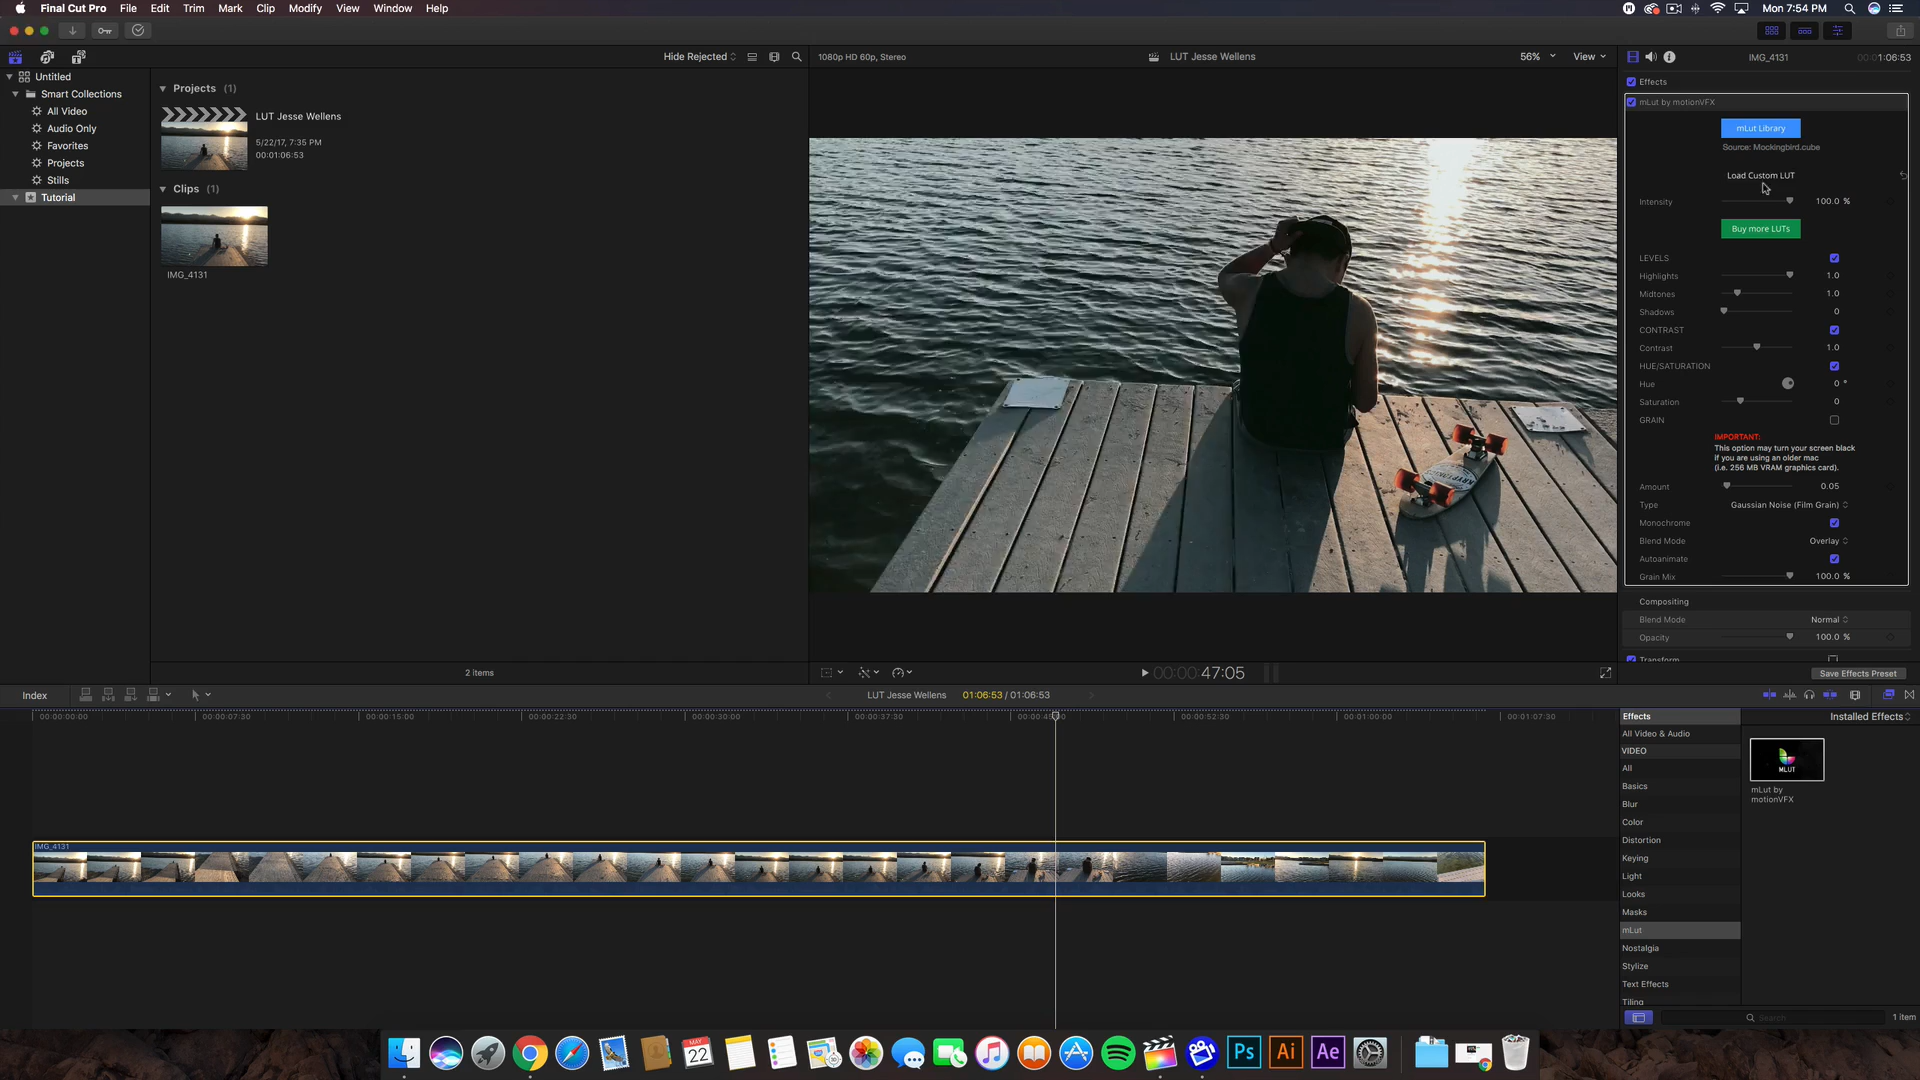 Final Cut Pro File Edit Trim Mark Clip Modify View Window Help
Mon 7:54 PM
Hide Rejected
1080p HD 60p, Stereo
LUT Jesse Wellens
56%
View
IMG_4131
00:01:06:53
Untitled
Smart Collections
All Video
Audio Only
Favorites
Projects
Stills
Tutorial
Projects (1)
LUT Jesse Wellens
5/22/17, 7:35 PM
00:01:06:53
Clips (1)
IMG_4131
2 items
Effects
mLut by motionVFX
mLut Library
Source: Mockingbird.cube
Load Custom LUT
Intensity 100.0 %
Buy more LUTs
LEVELS
Highlights 1.0
Midtones 1.0
Shadows 0
CONTRAST
Contrast 1.0
HUE/SATURATION
Hue 0 °
Saturation 0
GRAIN
IMPORTANT:
This option may turn your screen black
if you are using an older mac
(i.e. 256 MB VRAM graphics card).
Amount 0.05
Type Gaussian Noise (Film Grain)
Monochrome
Blend Mode Overlay
Autoanimate
Grain Mix 100.0 %
Compositing
Blend Mode Normal
Opacity 100.0 %
Transform
Save Effects Preset
00:00:47:05
Index
LUT Jesse Wellens
01:06:53 / 01:06:53
00:00:00:00
00:00:07:30
00:00:15:00
00:00:22:30
00:00:30:00
00:00:37:30
00:00:52:30
00:01:00:00
00:01:07:30
IMG_4131
Effects
Installed Effects
All Video & Audio
VIDEO
All
Basics
Blur
Color
Distortion
Keying
Light
Looks
Masks
mLut
Nostalgia
Stylize
Text Effects
Tiling
MLUT
mLut by
motionVFX
Search
1 item
MAY
22
Ps
Ai
Ae